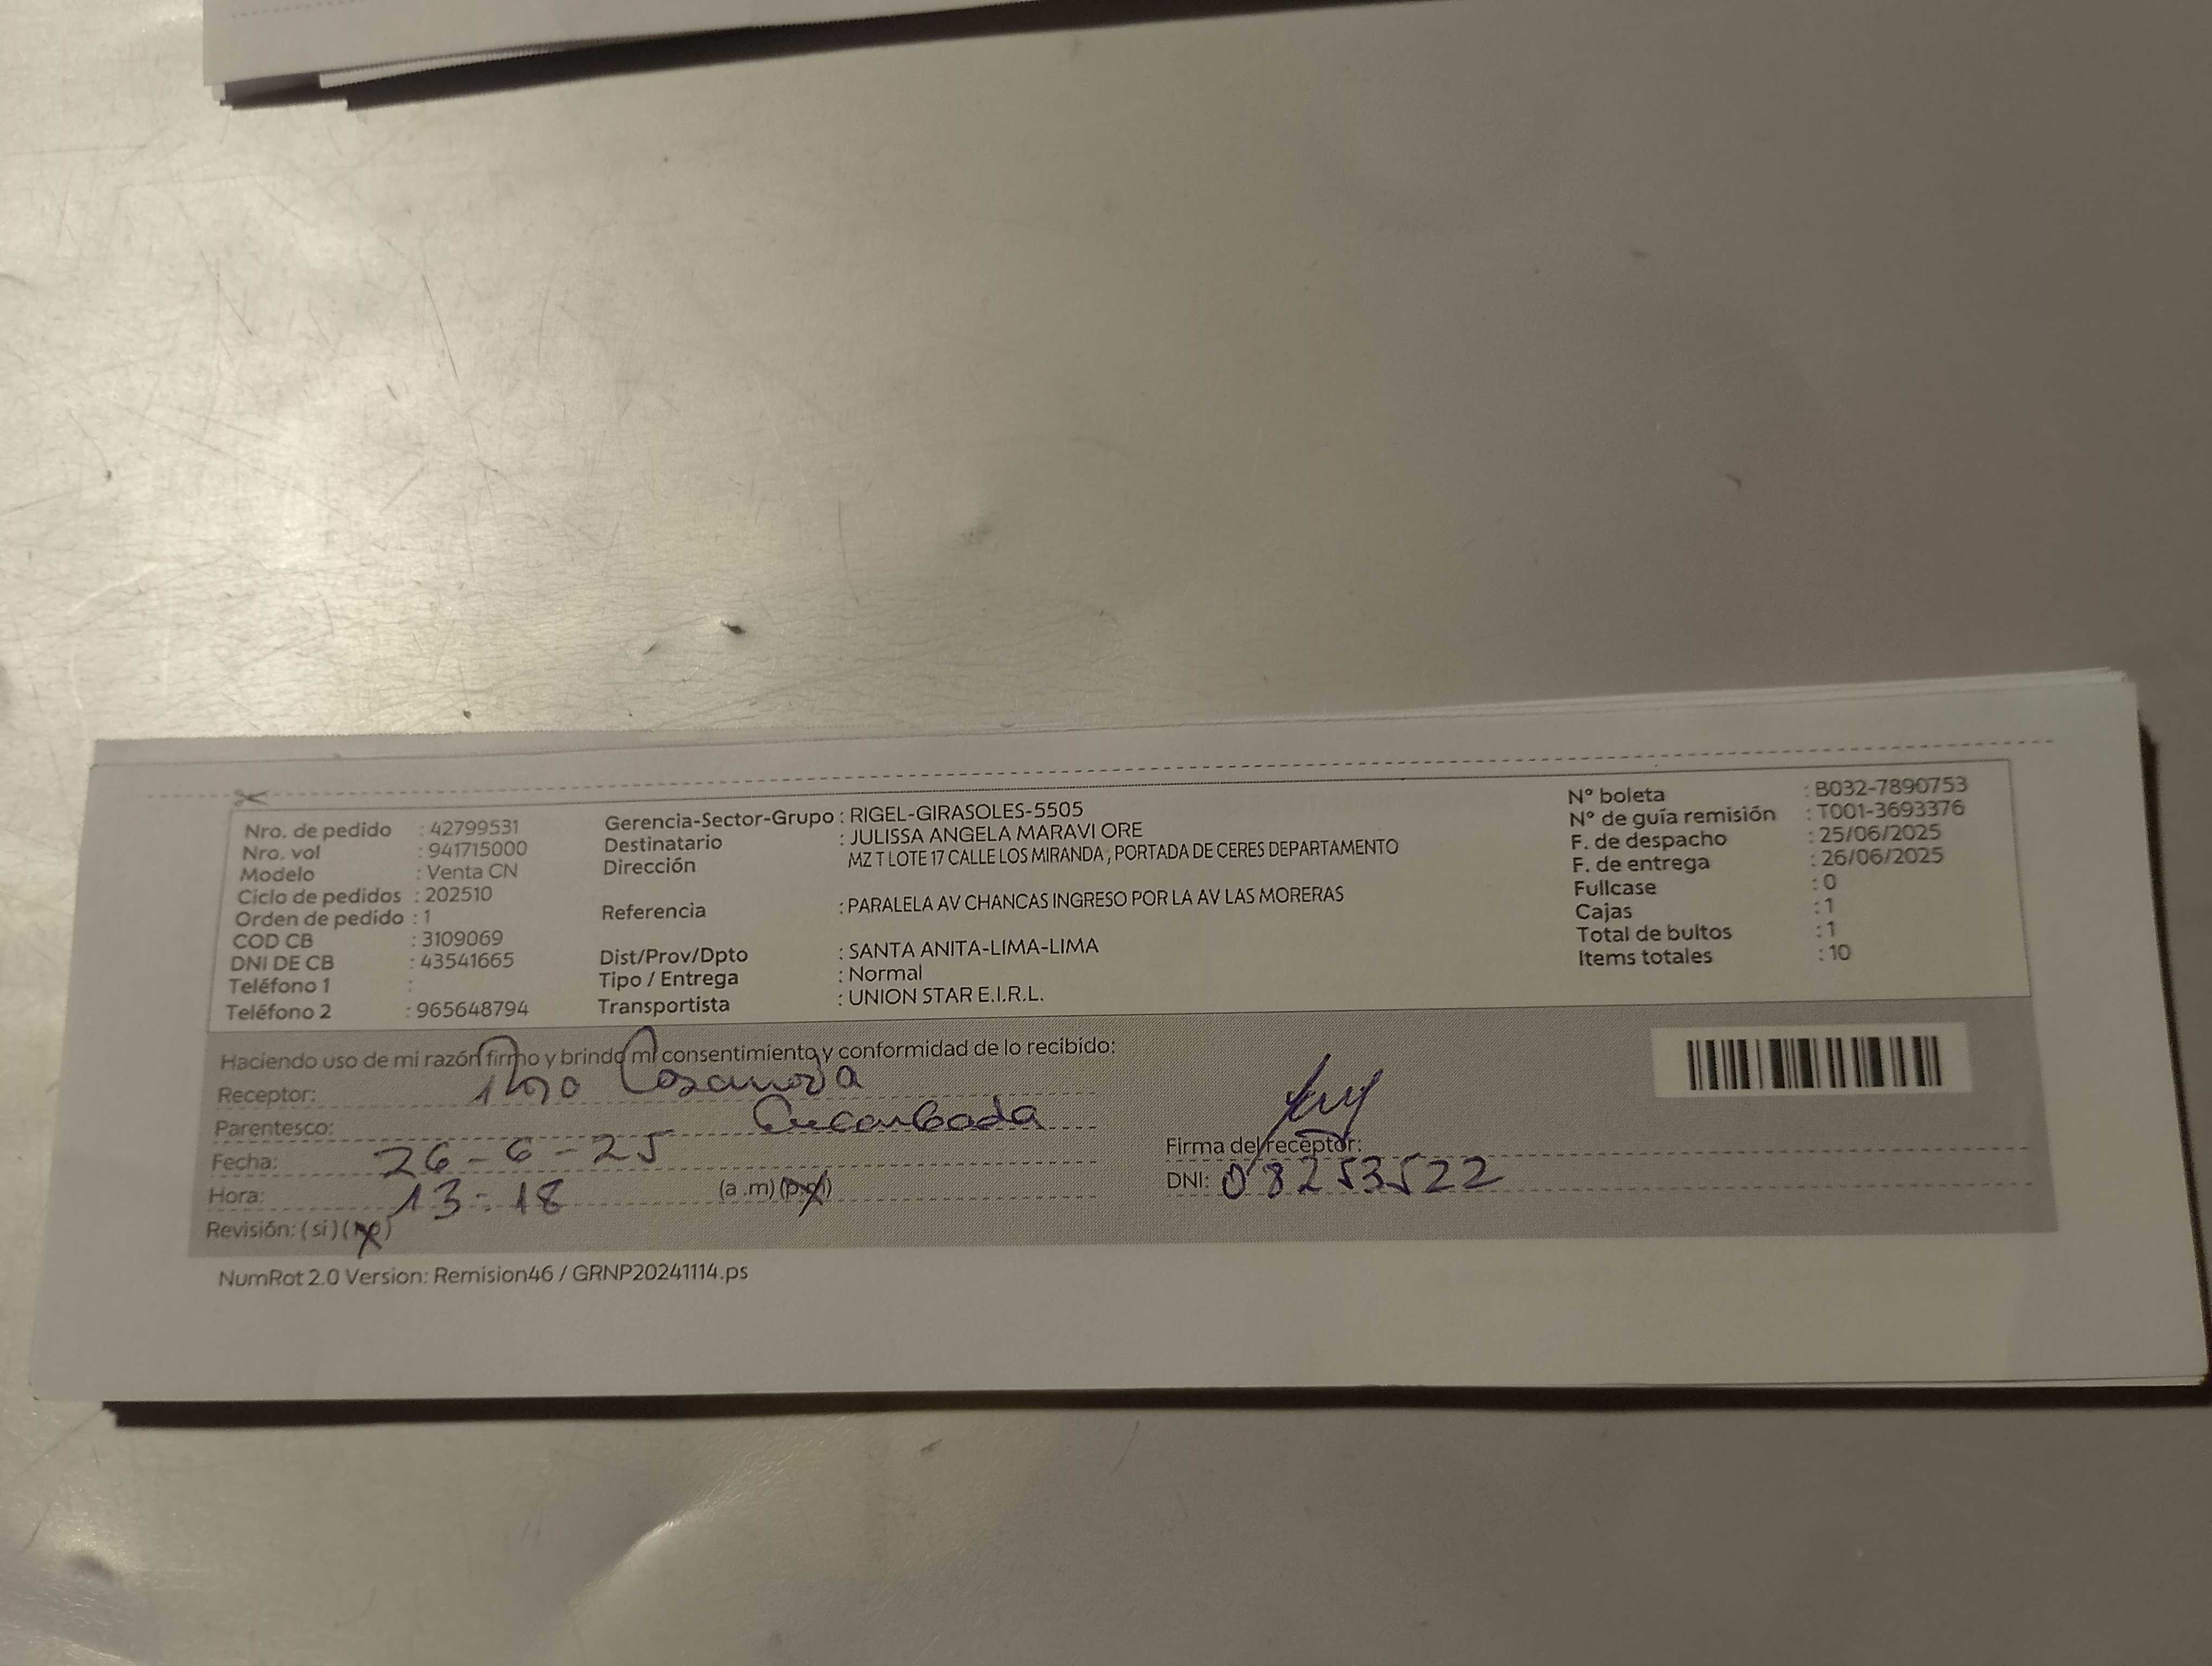 Nro. de pedido : 42799531
Nro. vol : 941715000
Modelo : Venta CN
Ciclo de pedidos : 202510
Orden de pedido : 1
COD CB : 3109069
DNI DE CB : 43541665
Teléfono 1 :
Teléfono 2 : 965648794
Gerencia-Sector-Grupo : RIGEL-GIRASOLES-5505
Destinatario : JULISSA ANGELA MARAVI ORE
Dirección MZ T LOTE 17 CALLE LOS MIRANDA , PORTADA DE CERES DEPARTAMENTO
Referencia : PARALELA AV CHANCAS INGRESO POR LA AV LAS MORERAS
Dist/Prov/Dpto : SANTA ANITA-LIMA-LIMA
Tipo / Entrega : Normal
Transportista : UNION STAR E.I.R.L.
N° boleta : B032-7890753
N° de guía remisión : T001-3693376
F. de despacho : 25/06/2025
F. de entrega : 26/06/2025
Fullcase : 0
Cajas : 1
Total de bultos : 1
Items totales : 10
Haciendo uso de mi razón firmo y brindo mi consentimiento y conformidad de lo recibido:
Receptor: Casanova
Parentesco: Encargada
Fecha: 26-6-25
Hora: 13:18 (a .m) (p.m)
Revisión: (si) (no)
Firma del receptor:
DNI: 08253522
NumRot 2.0 Version: Remision46 / GRNP20241114.ps